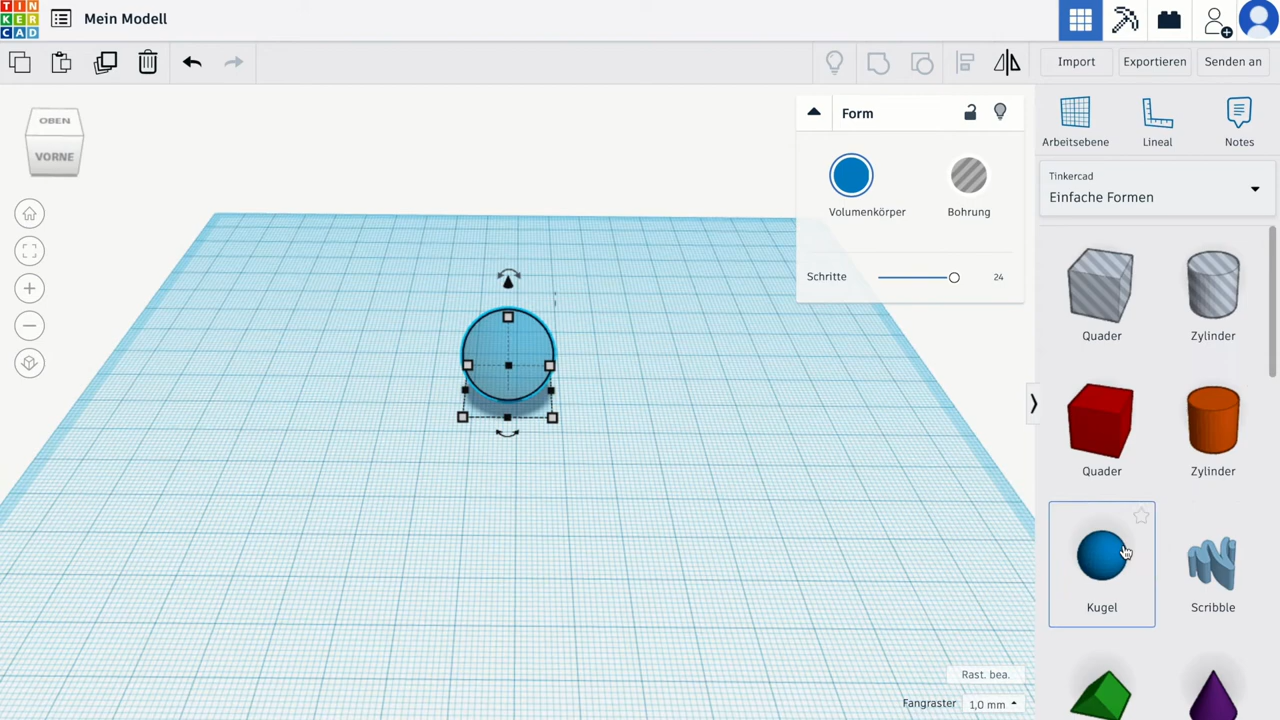 TIN
KER
CAD
Mein Modell
Import
Exportieren
Senden an
OBEN
VORNE
Form
Volumenkörper
Bohrung
Schritte
24
Arbeitsebene
Lineal
Notes
Tinkercad
Einfache Formen
Quader
Zylinder
Quader
Zylinder
Kugel
Scribble
Rast. bea.
Fangraster
1,0 mm